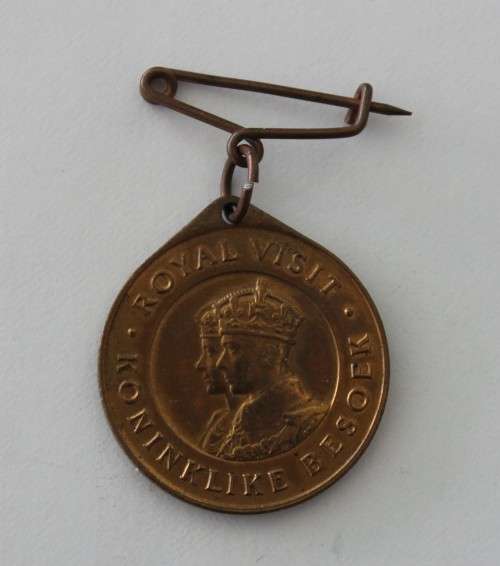 · ROYAL VISIT ·
KONINKLIKE BESOEK